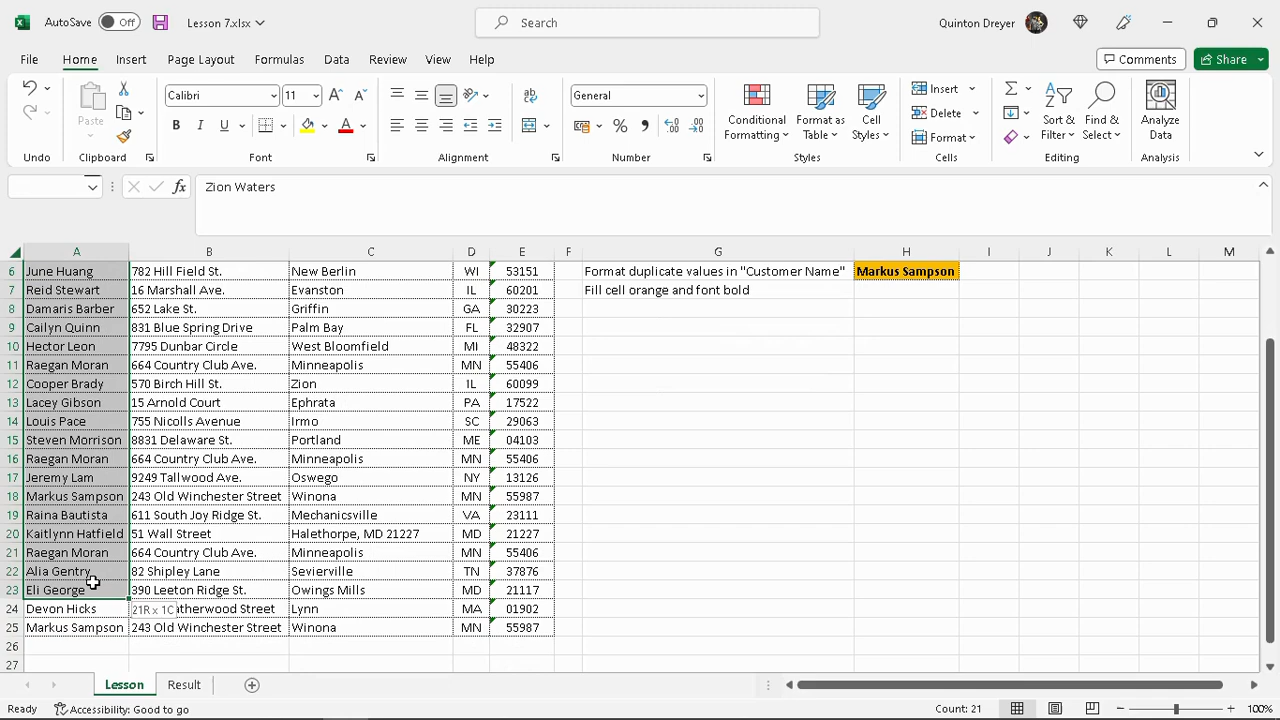 AutoSave Off Lesson 7.xlsx Search Quinton Dreyer
File Home Insert Page Layout Formulas Data Review View Help Comments Share
Calibri 11 General Insert
Paste Conditional Formatting Format as Table Cell Styles Delete Sort & Filter Find & Select Analyze Data
B I U A % , Format
Undo Clipboard Font Alignment Number Styles Cells Editing Analysis
fx Zion Waters
A B C D E F G H I J K L M
6 June Huang 782 Hill Field St. New Berlin WI 53151 Format duplicate values in "Customer Name" Markus Sampson
7 Reid Stewart 16 Marshall Ave. Evanston IL 60201 Fill cell orange and font bold
8 Damaris Barber 652 Lake St. Griffin GA 30223
9 Cailyn Quinn 831 Blue Spring Drive Palm Bay FL 32907
10 Hector Leon 7795 Dunbar Circle West Bloomfield MI 48322
11 Raegan Moran 664 Country Club Ave. Minneapolis MN 55406
12 Cooper Brady 570 Birch Hill St. Zion IL 60099
13 Lacey Gibson 15 Arnold Court Ephrata PA 17522
14 Louis Pace 755 Nicolls Avenue Irmo SC 29063
15 Steven Morrison 8831 Delaware St. Portland ME 04103
16 Raegan Moran 664 Country Club Ave. Minneapolis MN 55406
17 Jeremy Lam 9249 Tallwood Ave. Oswego NY 13126
18 Markus Sampson 243 Old Winchester Street Winona MN 55987
19 Raina Bautista 611 South Joy Ridge St. Mechanicsville VA 23111
20 Kaitlynn Hatfield 51 Wall Street Halethorpe, MD 21227 MD 21227
21 Raegan Moran 664 Country Club Ave. Minneapolis MN 55406
22 Alia Gentry 82 Shipley Lane Sevierville TN 37876
23 Eli George 390 Leeton Ridge St. Owings Mills MD 21117
24 Devon Hicks 21R x 1C atherwood Street Lynn MA 01902
25 Markus Sampson 243 Old Winchester Street Winona MN 55987
26
27
Lesson Result
Ready Accessibility: Good to go Count: 21 100%